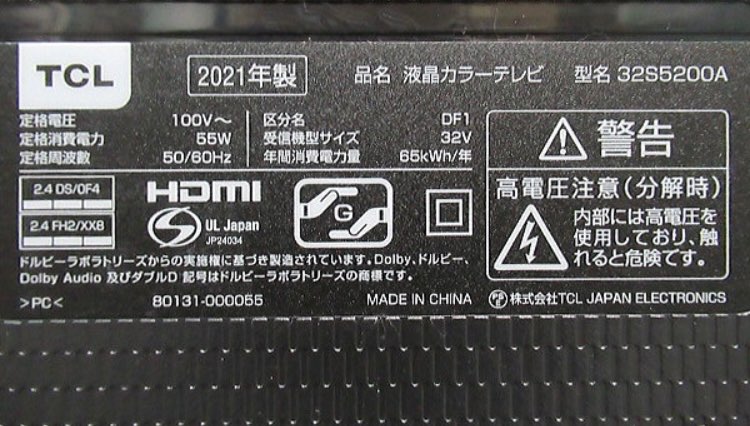 TCL
2021年製
品名 液晶カラーテレビ 型名 32S5200A
定格電圧 100V～
定格消費電力 55W
定格周波数 50/60Hz
区分名 DF1
受信機型サイズ 32V
年間消費電力量 65kWh/年
警告
高電圧注意(分解時)
内部には高電圧を
使用しており、触
れると危険です。
2.4 DS/OF4
2.4 FH2/XX8
HDMI
S
UL Japan
JP24034
G
ドルビーラボラトリーズからの実施権に基づき製造されています。Dolby、ドルビー、
Dolby Audio 及びダブルD 記号はドルビーラボラトリーズの商標です。
>PC< 80131-000055 MADE IN CHINA 株式会社TCL JAPAN ELECTRONICS